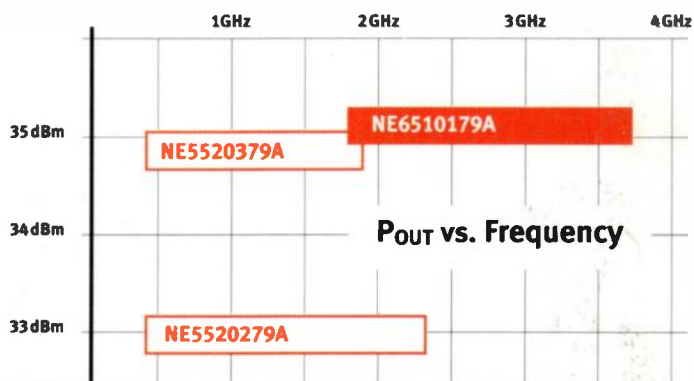 1GHz 2GHz 3GHz 4GHz
NE6510179A
35dBm
NE5520379A
34dBm
POUT vs. Frequency
33dBm
NE5520279A